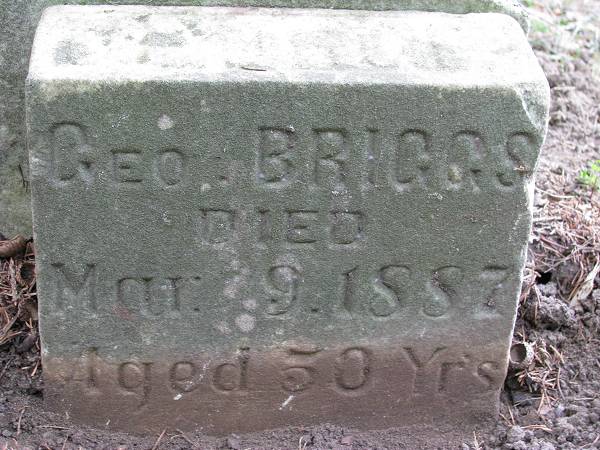 Geo. BRIGGS
DIED
Mar. 9. 1887
Aged 50 Yrs